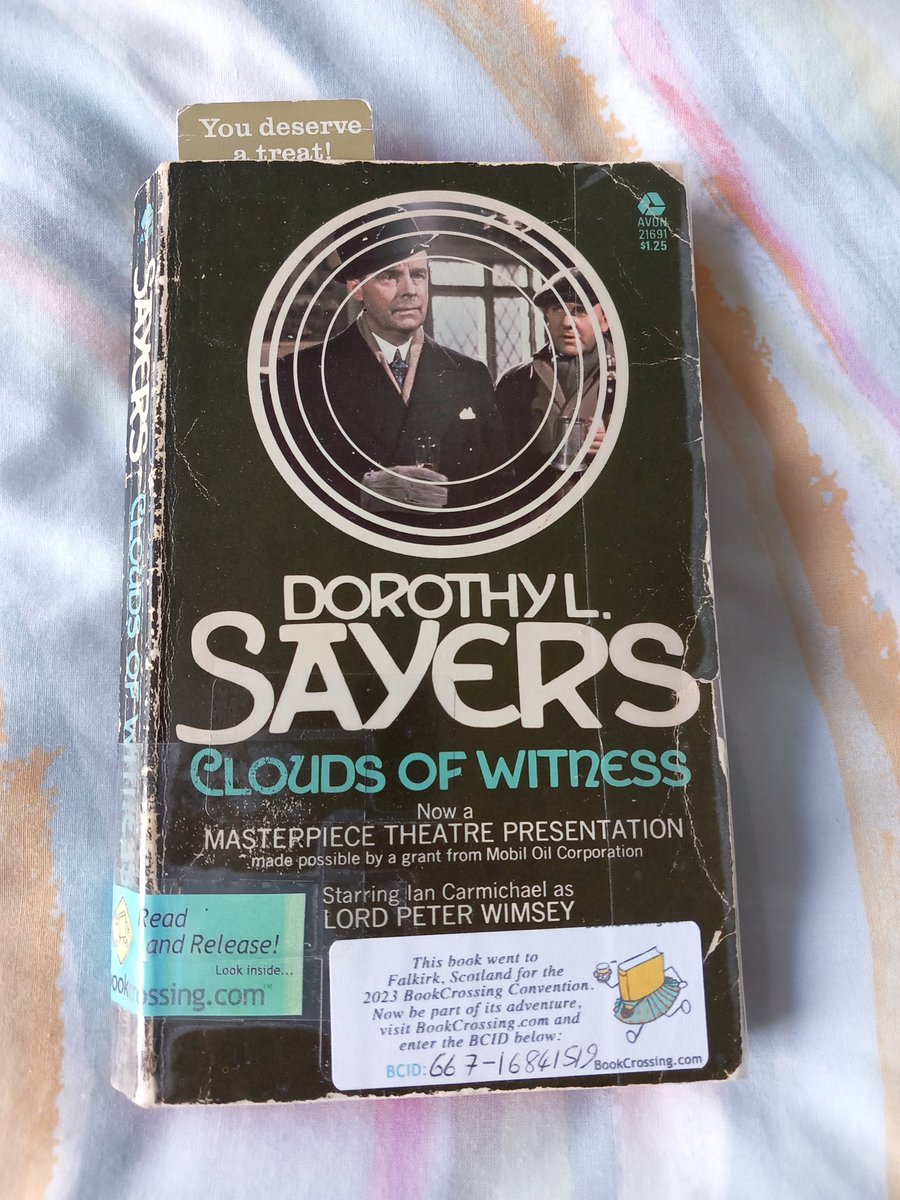 You deserve
a treat!
AVON
21691
$1.25
SAYERS CLOUDS OF WITNESS
DOROTHY L.
SAYERS
CLOUDS OF WITNESS
Now a
MASTERPIECE THEATRE PRESENTATION
made possible by a grant from Mobil Oil Corporation
Starring Ian Carmichael as
LORD PETER WIMSEY
Read
and Release!
Look inside...
bookcrossing.com™
This book went to
Falkirk, Scotland for the
2023 BookCrossing Convention.
Now be part of its adventure,
visit BookCrossing.com and
enter the BCID below:
BCID: 667-16841519
BookCrossing.com